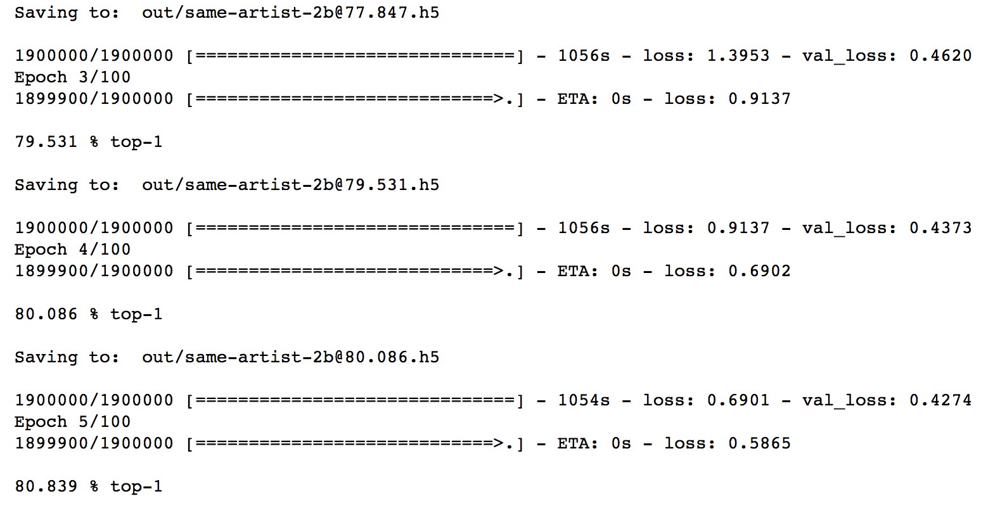 Saving to:  out/same-artist-2b@77.847.h5
1900000/1900000 [==============================] - 1056s - loss: 1.3953 - val_loss: 0.4620
Epoch 3/100
1899900/1900000 [============================>.] - ETA: 0s - loss: 0.9137
79.531 % top-1
Saving to:  out/same-artist-2b@79.531.h5
1900000/1900000 [==============================] - 1056s - loss: 0.9137 - val_loss: 0.4373
Epoch 4/100
1899900/1900000 [============================>.] - ETA: 0s - loss: 0.6902
80.086 % top-1
Saving to:  out/same-artist-2b@80.086.h5
1900000/1900000 [==============================] - 1054s - loss: 0.6901 - val_loss: 0.4274
Epoch 5/100
1899900/1900000 [============================>.] - ETA: 0s - loss: 0.5865
80.839 % top-1